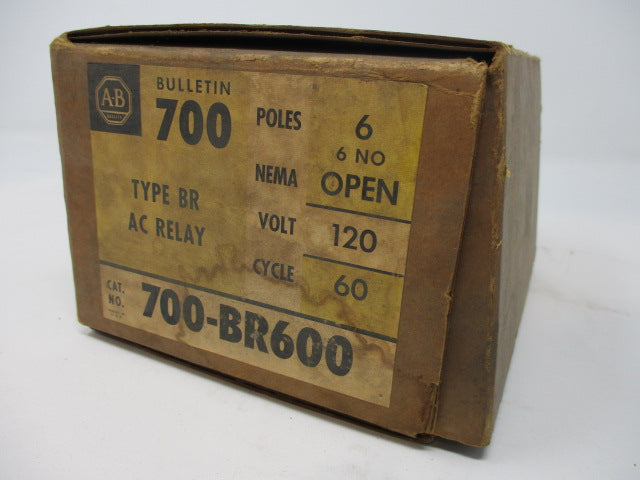 A-B
QUALITY
BULLETIN
700
TYPE BR
AC RELAY
POLES 6
6 NO
NEMA OPEN
VOLT 120
CYCLE 60
CAT. NO. 700-BR600